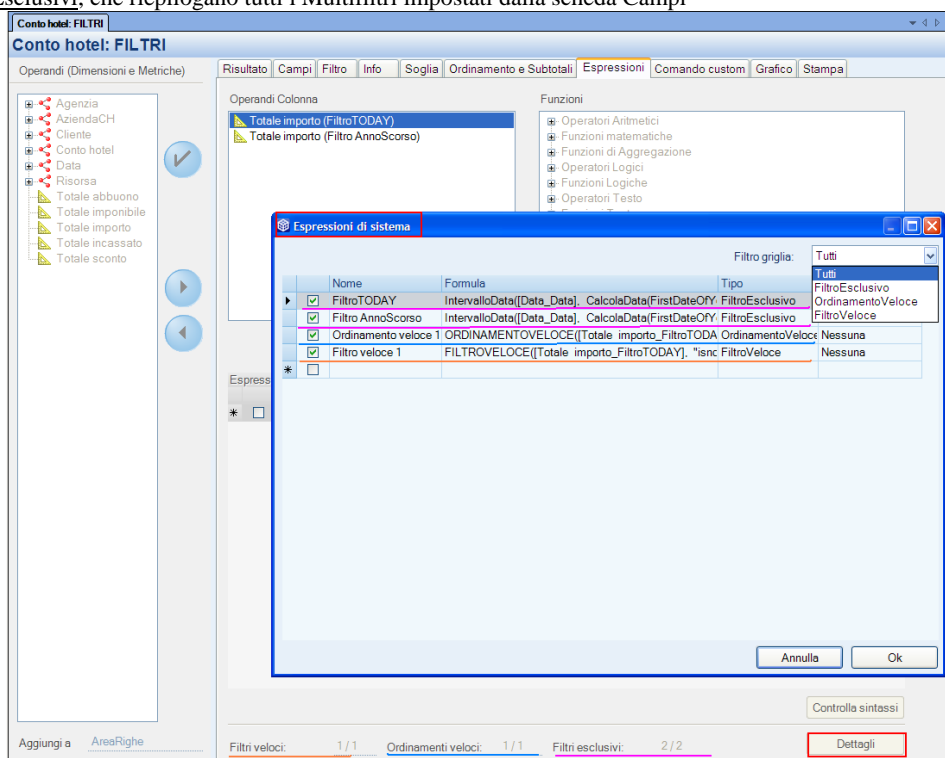 Esclusivi, che riepilogano tutti i Multifiltri impostati dalla scheda Campi
Conto hotel: FILTRI
Conto hotel: FILTRI
Operandi (Dimensioni e Metriche)
Risultato Campi Filtro Info Soglia Ordinamento e Subtotali Espressioni Comando custom Grafico Stampa
Agenzia
AziendaCH
Cliente
Conto hotel
Data
Risorsa
Totale abbuono
Totale imponibile
Totale importo
Totale incassato
Totale sconto
Operandi Colonna
Totale importo (FiltroTODAY)
Totale importo (Filtro AnnoScorso)
Funzioni
Operatori Aritmetici
Funzioni matematiche
Funzioni di Aggregazione
Operatori Logici
Funzioni Logiche
Operatori Testo
Espressioni di sistema
Filtro griglia: Tutti
Tutti
FiltroEsclusivo
OrdinamentoVeloce
FiltroVeloce
Nome Formula Tipo
FiltroTODAY IntervalloData([Data_Data], CalcolaData(FirstDateOfY FiltroEsclusivo
Filtro AnnoScorso IntervalloData([Data_Data], CalcolaData(FirstDateOfY FiltroEsclusivo
Ordinamento veloce 1 ORDINAMENTOVELOCE([Totale importo_FiltroTODA OrdinamentoVeloce Nessuna
Filtro veloce 1 FILTROVELOCE([Totale importo_FiltroTODAY], "isno FiltroVeloce Nessuna
Espress
Annulla Ok
Controlla sintassi
Aggiungi a AreaRighe
Filtri veloci: 1 / 1 Ordinamenti veloci: 1 / 1 Filtri esclusivi: 2 / 2 Dettagli